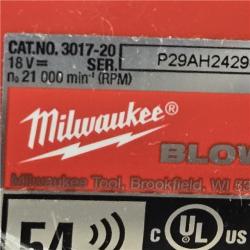 CAT.NO. 3017-20
18 V⎓ SER. P29AH2429
n₀ 21 000 min⁻¹ (RPM)
Milwaukee®
BLOW
Milwaukee Tool, Brookfield, WI 53
54
C UL US